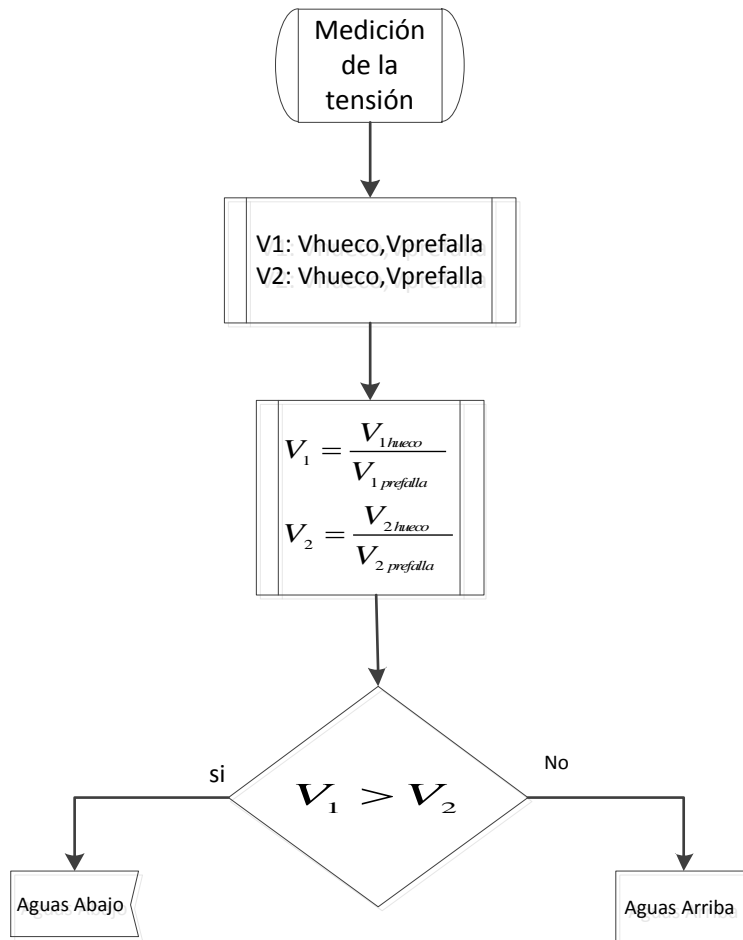 Medición
de la
tensión
V1: Vhueco,Vprefalla
V2: Vhueco,Vprefalla
V₁ = V₁hueco / V₁prefalla
V₂ = V₂hueco / V₂prefalla
si
No
V₁ > V₂
Aguas Abajo
Aguas Arriba